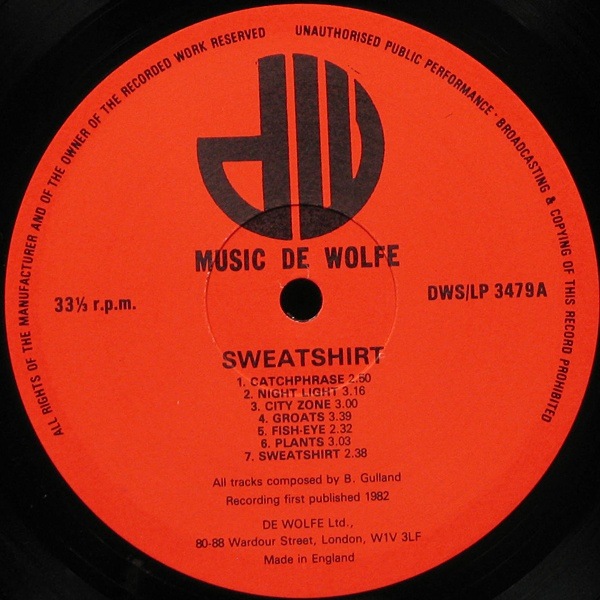 ALL RIGHTS OF THE MANUFACTURER AND OF THE OWNER OF THE RECORDED WORK RESERVED
UNAUTHORISED PUBLIC PERFORMANCE · BROADCASTING & COPYING OF THIS RECORD PROHIBITED
MUSIC DE WOLFE
33⅓ r.p.m.
DWS/LP 3479A
SWEATSHIRT
1. CATCHPHRASE 2.50
2. NIGHT LIGHT 3.16
3. CITY ZONE 3.00
4. GROATS 3.39
5. FISH-EYE 2.32
6. PLANTS 3.03
7. SWEATSHIRT 2.38
All tracks composed by B. Gulland
Recording first published 1982
DE WOLFE Ltd.,
80-88 Wardour Street, London, W1V 3LF
Made in England